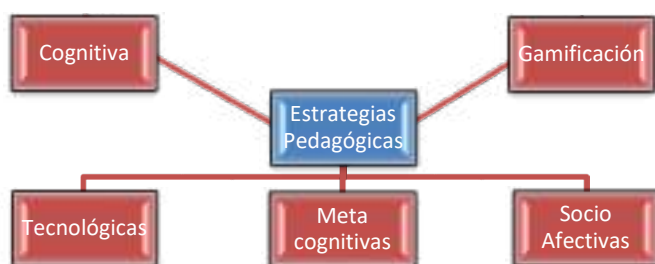 Cognitiva
Gamificación
Estrategias
Pedagógicas
Tecnológicas
Meta
cognitivas
Socio
Afectivas